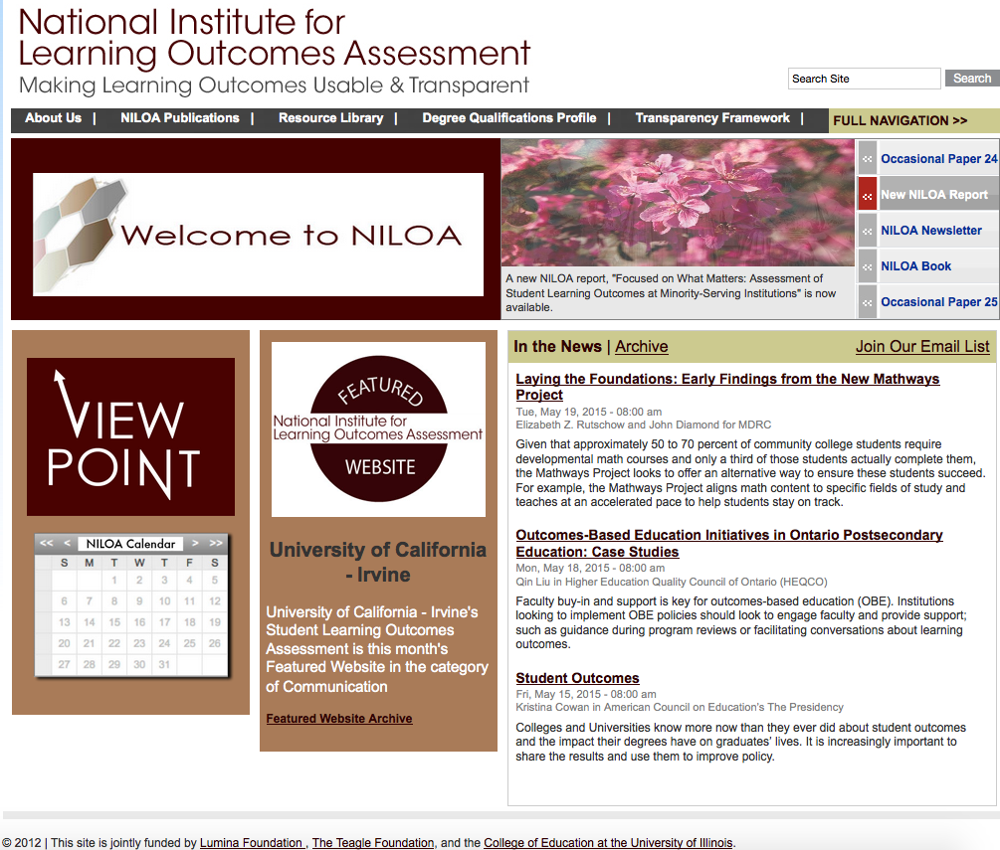 National Institute for
Learning Outcomes Assessment
Making Learning Outcomes Usable & Transparent
Search Site
Search
About Us | NILOA Publications | Resource Library | Degree Qualifications Profile | Transparency Framework |
FULL NAVIGATION >>
Welcome to NILOA
A new NILOA report, "Focused on What Matters: Assessment of
Student Learning Outcomes at Minority-Serving Institutions" is now
available.
<< Occasional Paper 24
<< New NILOA Report
<< NILOA Newsletter
<< NILOA Book
<< Occasional Paper 25
VIEW
POINT
<< < NILOA Calendar > >>
S M T W T F S
1 2 3 4 5
6 7 8 9 10 11 12
13 14 15 16 17 18 19
20 21 22 23 24 25 26
27 28 29 30 31
FEATURED
National Institute for
Learning Outcomes Assessment
WEBSITE
University of California
- Irvine
University of California - Irvine's
Student Learning Outcomes
Assessment is this month's
Featured Website in the category
of Communication
Featured Website Archive
In the News | Archive
Join Our Email List
Laying the Foundations: Early Findings from the New Mathways
Project
Tue, May 19, 2015 - 08:00 am
Elizabeth Z. Rutschow and John Diamond for MDRC
Given that approximately 50 to 70 percent of community college students require
developmental math courses and only a third of those students actually complete them,
the Mathways Project looks to offer an alternative way to ensure these students succeed.
For example, the Mathways Project aligns math content to specific fields of study and
teaches at an accelerated pace to help students stay on track.
Outcomes-Based Education Initiatives in Ontario Postsecondary
Education: Case Studies
Mon, May 18, 2015 - 08:00 am
Qin Liu in Higher Education Quality Council of Ontario (HEQCO)
Faculty buy-in and support is key for outcomes-based education (OBE). Institutions
looking to implement OBE policies should look to engage faculty and provide support;
such as guidance during program reviews or facilitating conversations about learning
outcomes.
Student Outcomes
Fri, May 15, 2015 - 08:00 am
Kristina Cowan in American Council on Education's The Presidency
Colleges and Universities know more now than they ever did about student outcomes
and the impact their degrees have on graduates' lives. It is increasingly important to
share the results and use them to improve policy.
© 2012 | This site is jointly funded by Lumina Foundation , The Teagle Foundation, and the College of Education at the University of Illinois.